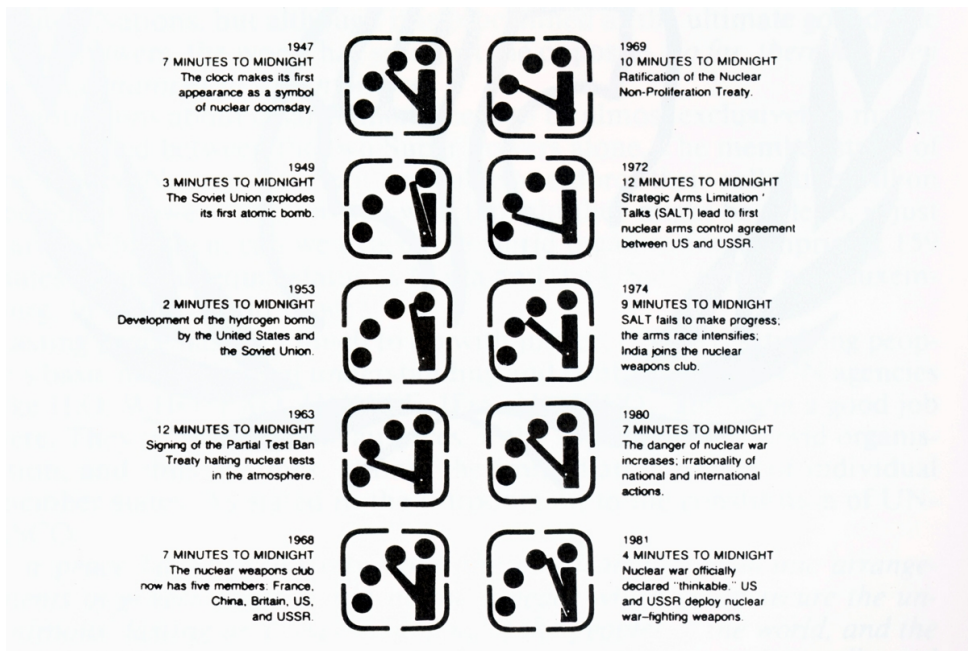 1947
7 MINUTES TO MIDNIGHT
The clock makes its first
appearance as a symbol
of nuclear doomsday.
1949
3 MINUTES TO MIDNIGHT
The Soviet Union explodes
its first atomic bomb.
1953
2 MINUTES TO MIDNIGHT
Development of the hydrogen bomb
by the United States and
the Soviet Union.
1963
12 MINUTES TO MIDNIGHT
Signing of the Partial Test Ban
Treaty halting nuclear tests
in the atmosphere.
1968
7 MINUTES TO MIDNIGHT
The nuclear weapons club
now has five members: France,
China, Britain, US,
and USSR.
1969
10 MINUTES TO MIDNIGHT
Ratification of the Nuclear
Non-Proliferation Treaty.
1972
12 MINUTES TO MIDNIGHT
Strategic Arms Limitation
Talks (SALT) lead to first
nuclear arms control agreement
between US and USSR.
1974
9 MINUTES TO MIDNIGHT
SALT fails to make progress;
the arms race intensifies;
India joins the nuclear
weapons club.
1980
7 MINUTES TO MIDNIGHT
The danger of nuclear war
increases; irrationality of
national and international
actions.
1981
4 MINUTES TO MIDNIGHT
Nuclear war officially
declared "thinkable." US
and USSR deploy nuclear
war-fighting weapons.